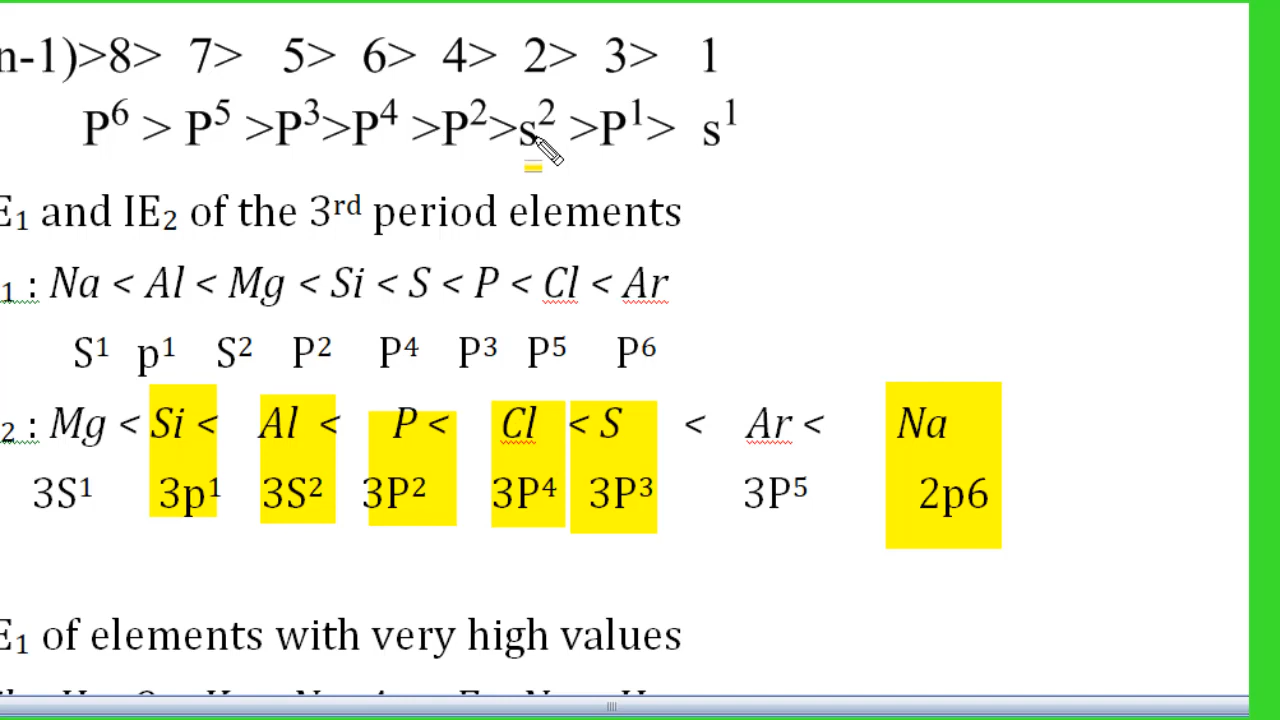 n-1)>8> 7> 5> 6> 4> 2> 3> 1
P⁶ > P⁵ >P³>P⁴ >P²>s² >P¹> s¹
E₁ and IE₂ of the 3ʳᵈ period elements
₁ : Na < Al < Mg < Si < S < P < Cl < Ar
S¹ p¹ S² P² P⁴ P³ P⁵ P⁶
₂ : Mg < Si < Al < P < Cl < S < Ar < Na
3S¹ 3p¹ 3S² 3P² 3P⁴ 3P³ 3P⁵ 2p6
E₁ of elements with very high values